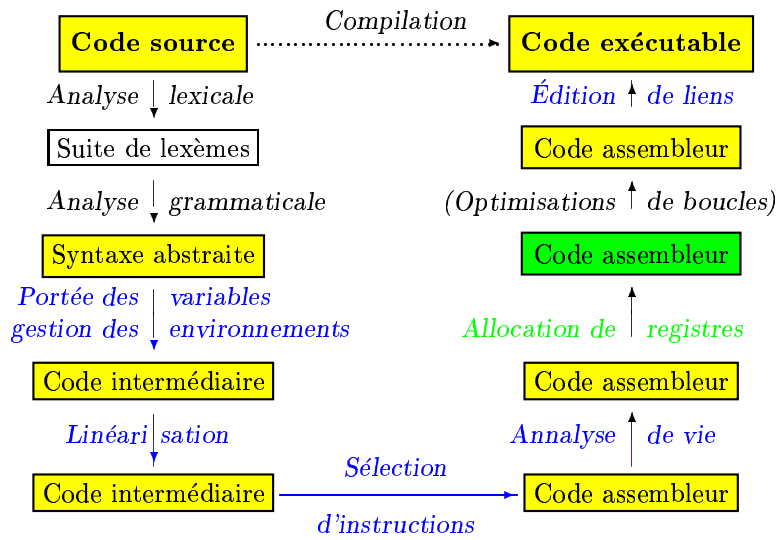 Compilation
Code source
Code exécutable
Analyse lexicale
Édition de liens
Suite de lexèmes
Code assembleur
Analyse grammaticale
(Optimisations de boucles)
Syntaxe abstraite
Code assembleur
Portée des variables
gestion des environnements
Allocation de registres
Code intermédiaire
Code assembleur
Linéari sation
Annalyse de vie
Sélection
Code intermédiaire
Code assembleur
d'instructions